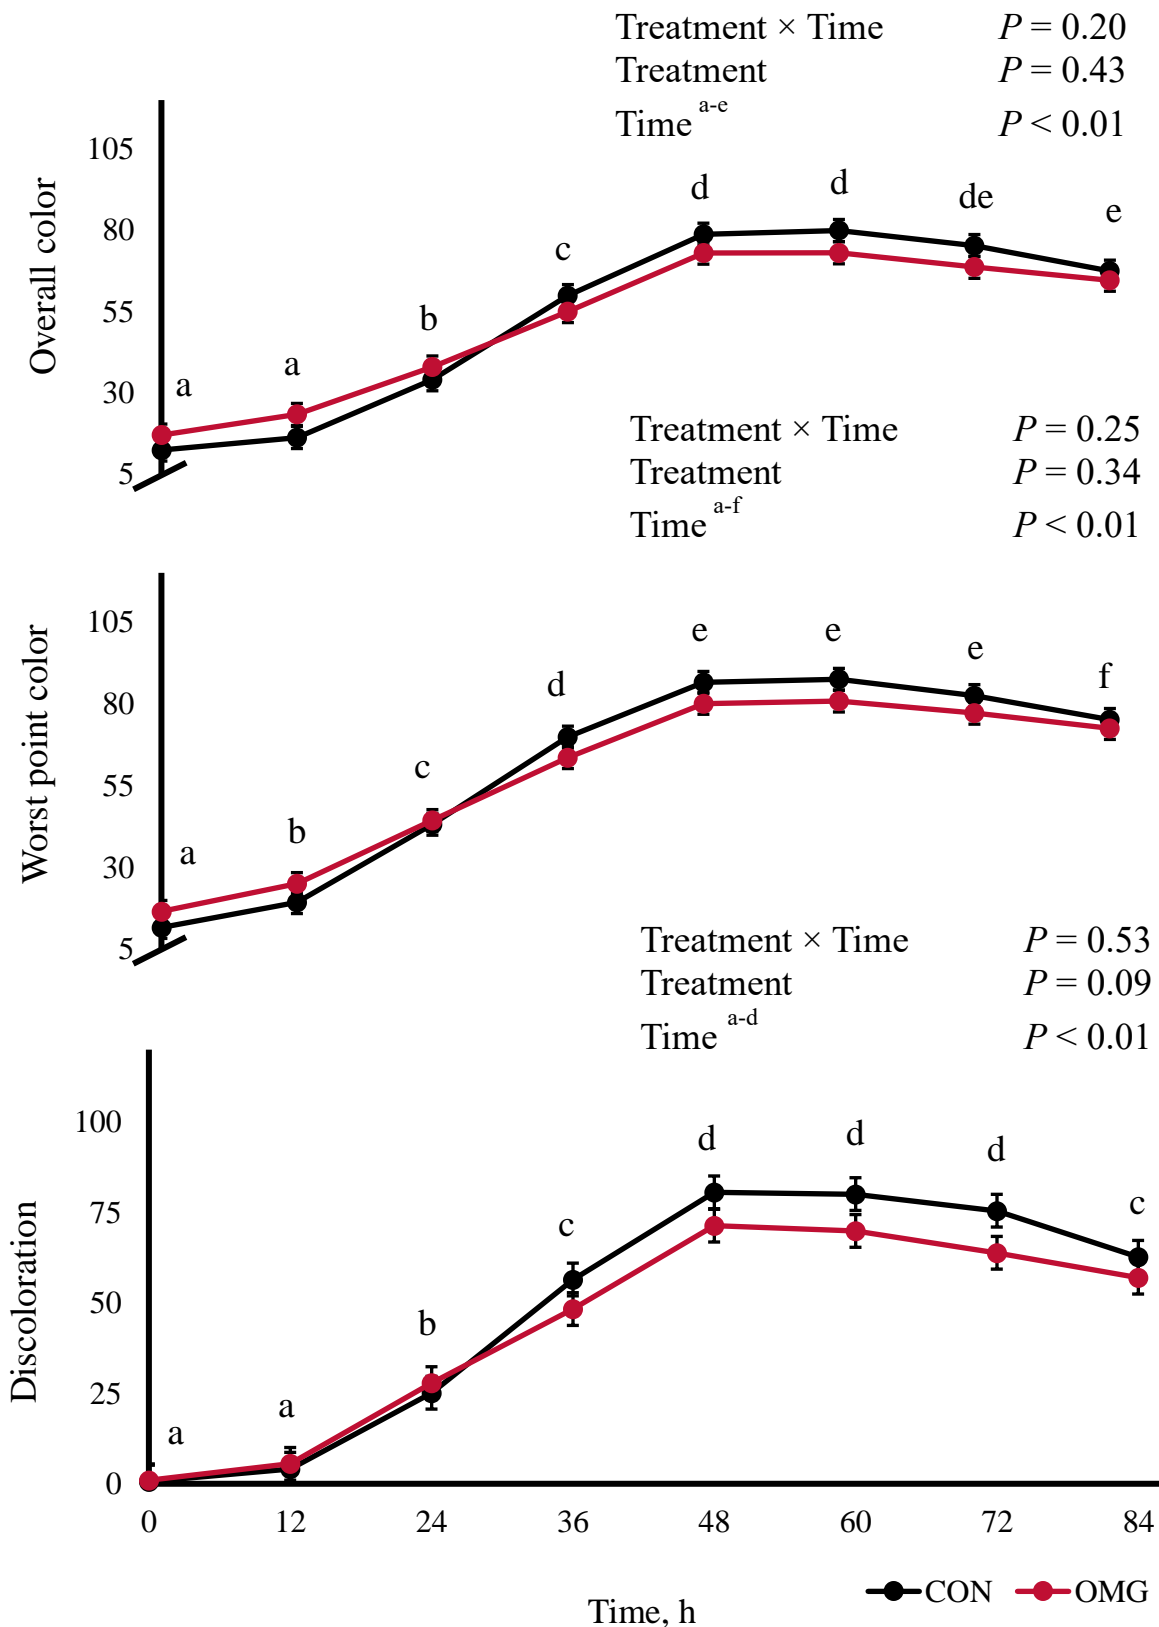 Treatment × Time P = 0.20
Treatment P = 0.43
Time a-e P < 0.01
105
80
55
30
5
Overall color
a a b c d d de e
Treatment × Time P = 0.25
Treatment P = 0.34
Time a-f P < 0.01
105
80
55
30
5
Worst point color
a b c d e e e f
Treatment × Time P = 0.53
Treatment P = 0.09
Time a-d P < 0.01
100
75
50
25
0
Discoloration
a a b c d d d c
0 12 24 36 48 60 72 84
Time, h
CON OMG